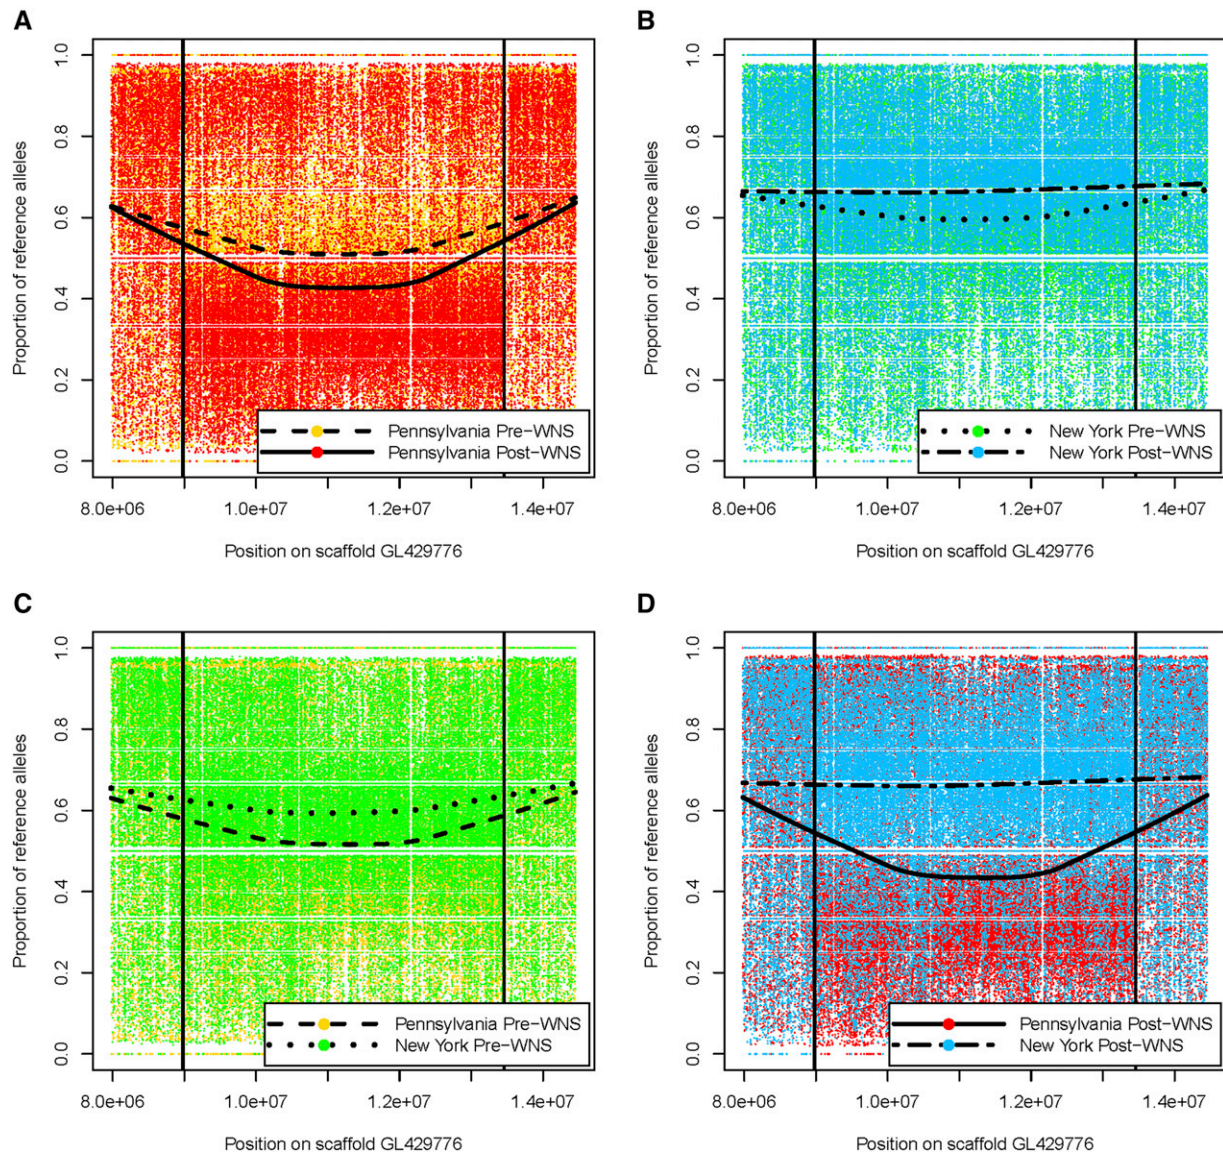 A
Proportion of reference alleles
1.0
0.8
0.6
0.4
0.2
0.0
Pennsylvania Pre−WNS
Pennsylvania Post−WNS
8.0e+06 1.0e+07 1.2e+07 1.4e+07
Position on scaffold GL429776
B
Proportion of reference alleles
1.0
0.8
0.6
0.4
0.2
0.0
New York Pre−WNS
New York Post−WNS
8.0e+06 1.0e+07 1.2e+07 1.4e+07
Position on scaffold GL429776
C
Proportion of reference alleles
1.0
0.8
0.6
0.4
0.2
0.0
Pennsylvania Pre−WNS
New York Pre−WNS
8.0e+06 1.0e+07 1.2e+07 1.4e+07
Position on scaffold GL429776
D
Proportion of reference alleles
1.0
0.8
0.6
0.4
0.2
0.0
Pennsylvania Post−WNS
New York Post−WNS
8.0e+06 1.0e+07 1.2e+07 1.4e+07
Position on scaffold GL429776